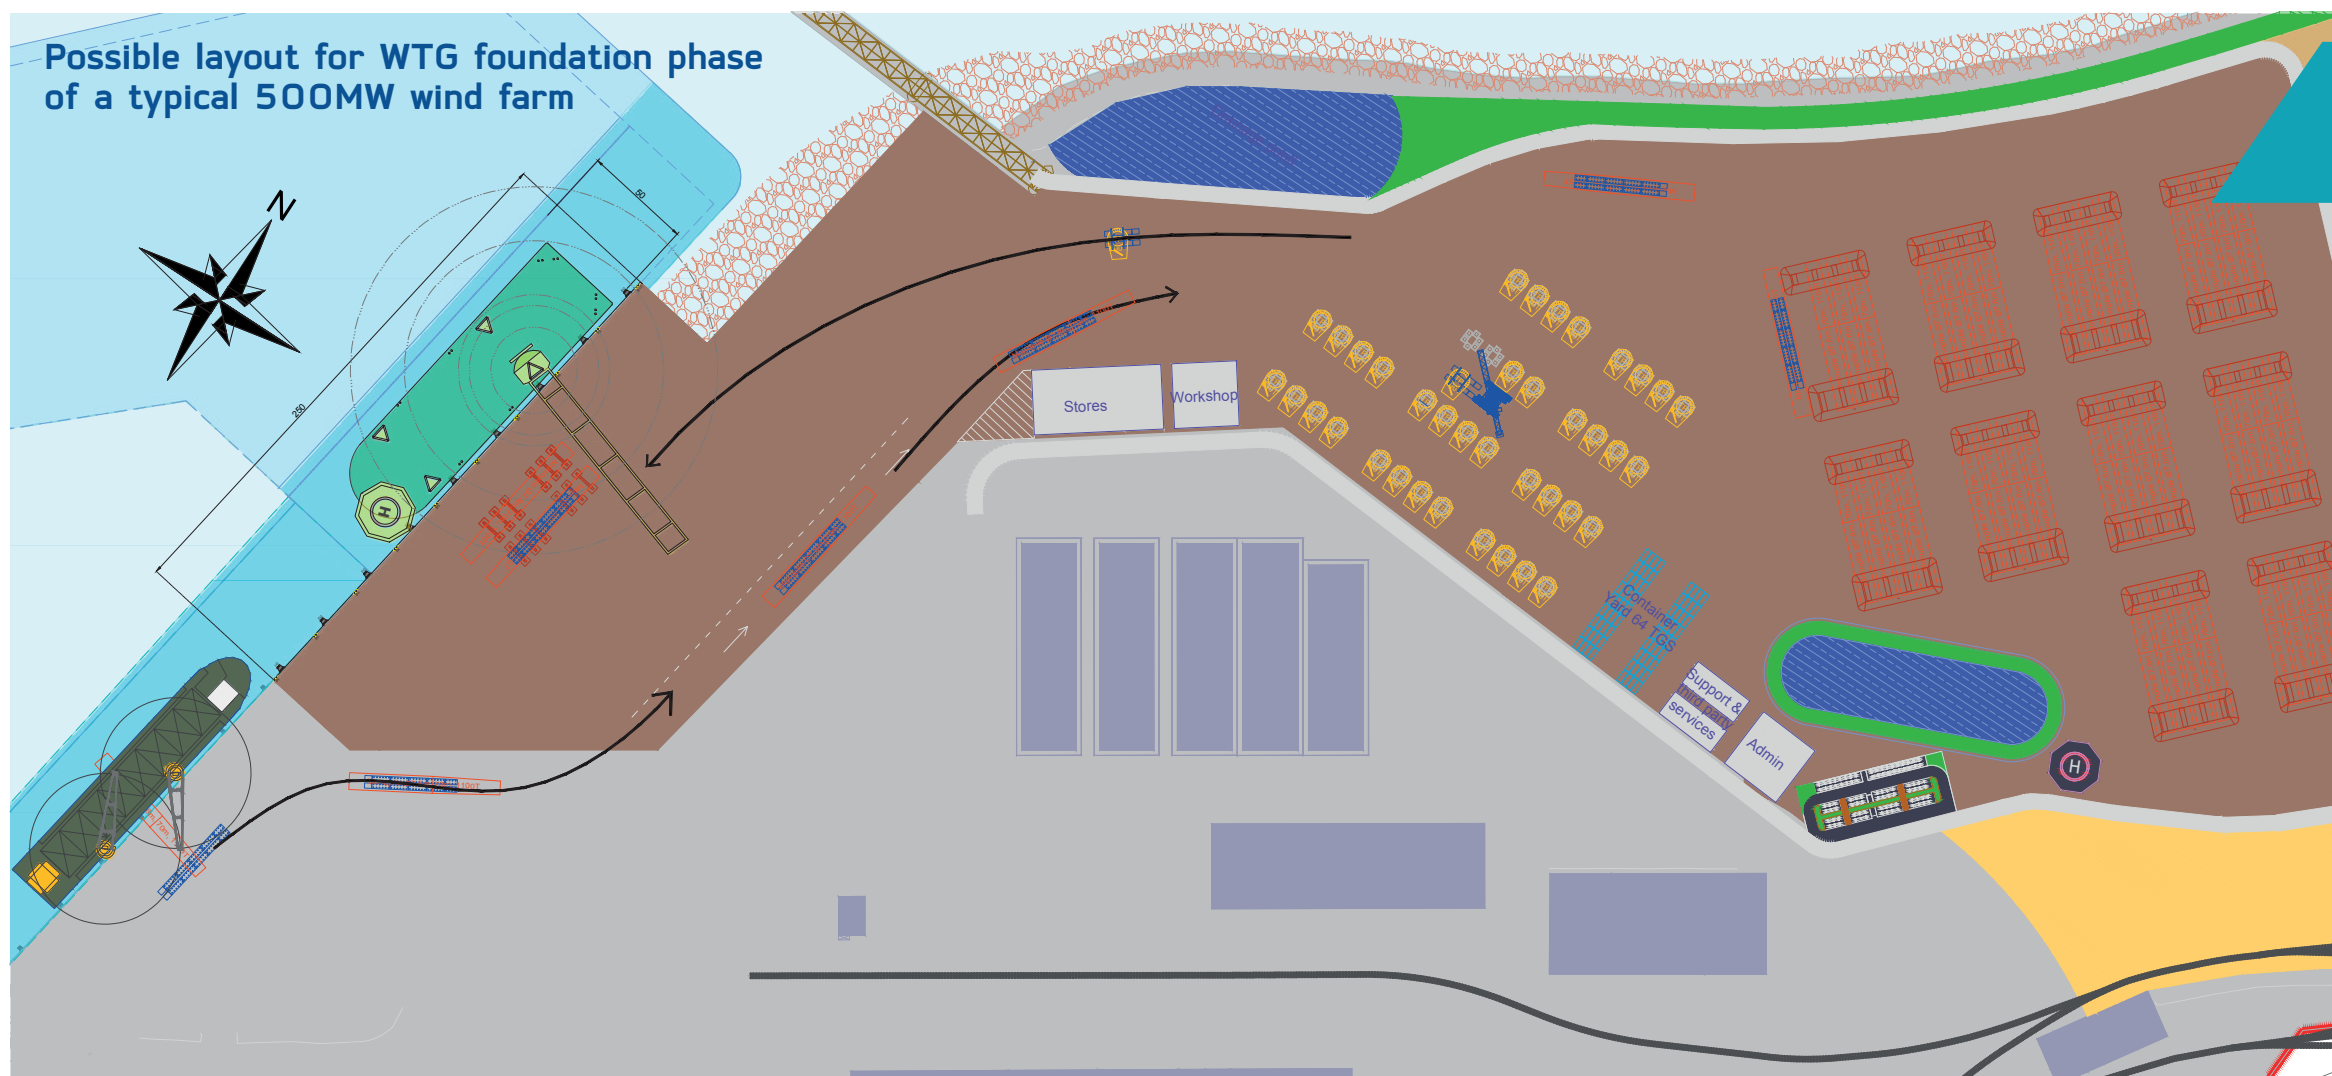 Possible layout for WTG foundation phase
of a typical 500MW wind farm
N
50
250
Stores
Workshop
Container
Yard 64 TGS
Support &
third party
services
Admin
H
H